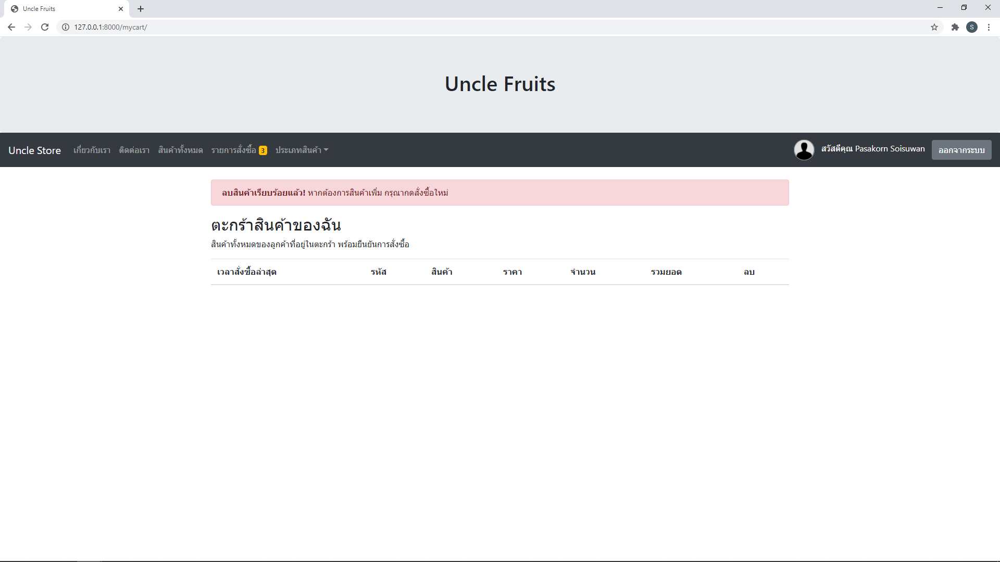 Uncle Fruits
127.0.0.1:8000/mycart/
S
Uncle Fruits
Uncle Store เกี่ยวกับเรา ติดต่อเรา สินค้าทั้งหมด รายการสั่งซื้อ 3 ประเภทสินค้า สวัสดีคุณ Pasakorn Soisuwan ออกจากระบบ
ลบสินค้าเรียบร้อยแล้ว! หากต้องการสินค้าเพิ่ม กรุณากดสั่งซื้อใหม่
ตะกร้าสินค้าของฉัน
สินค้าทั้งหมดของลูกค้าที่อยู่ในตะกร้า พร้อมยืนยันการสั่งซื้อ
เวลาสั่งซื้อล่าสุด รหัส สินค้า ราคา จำนวน รวมยอด ลบ